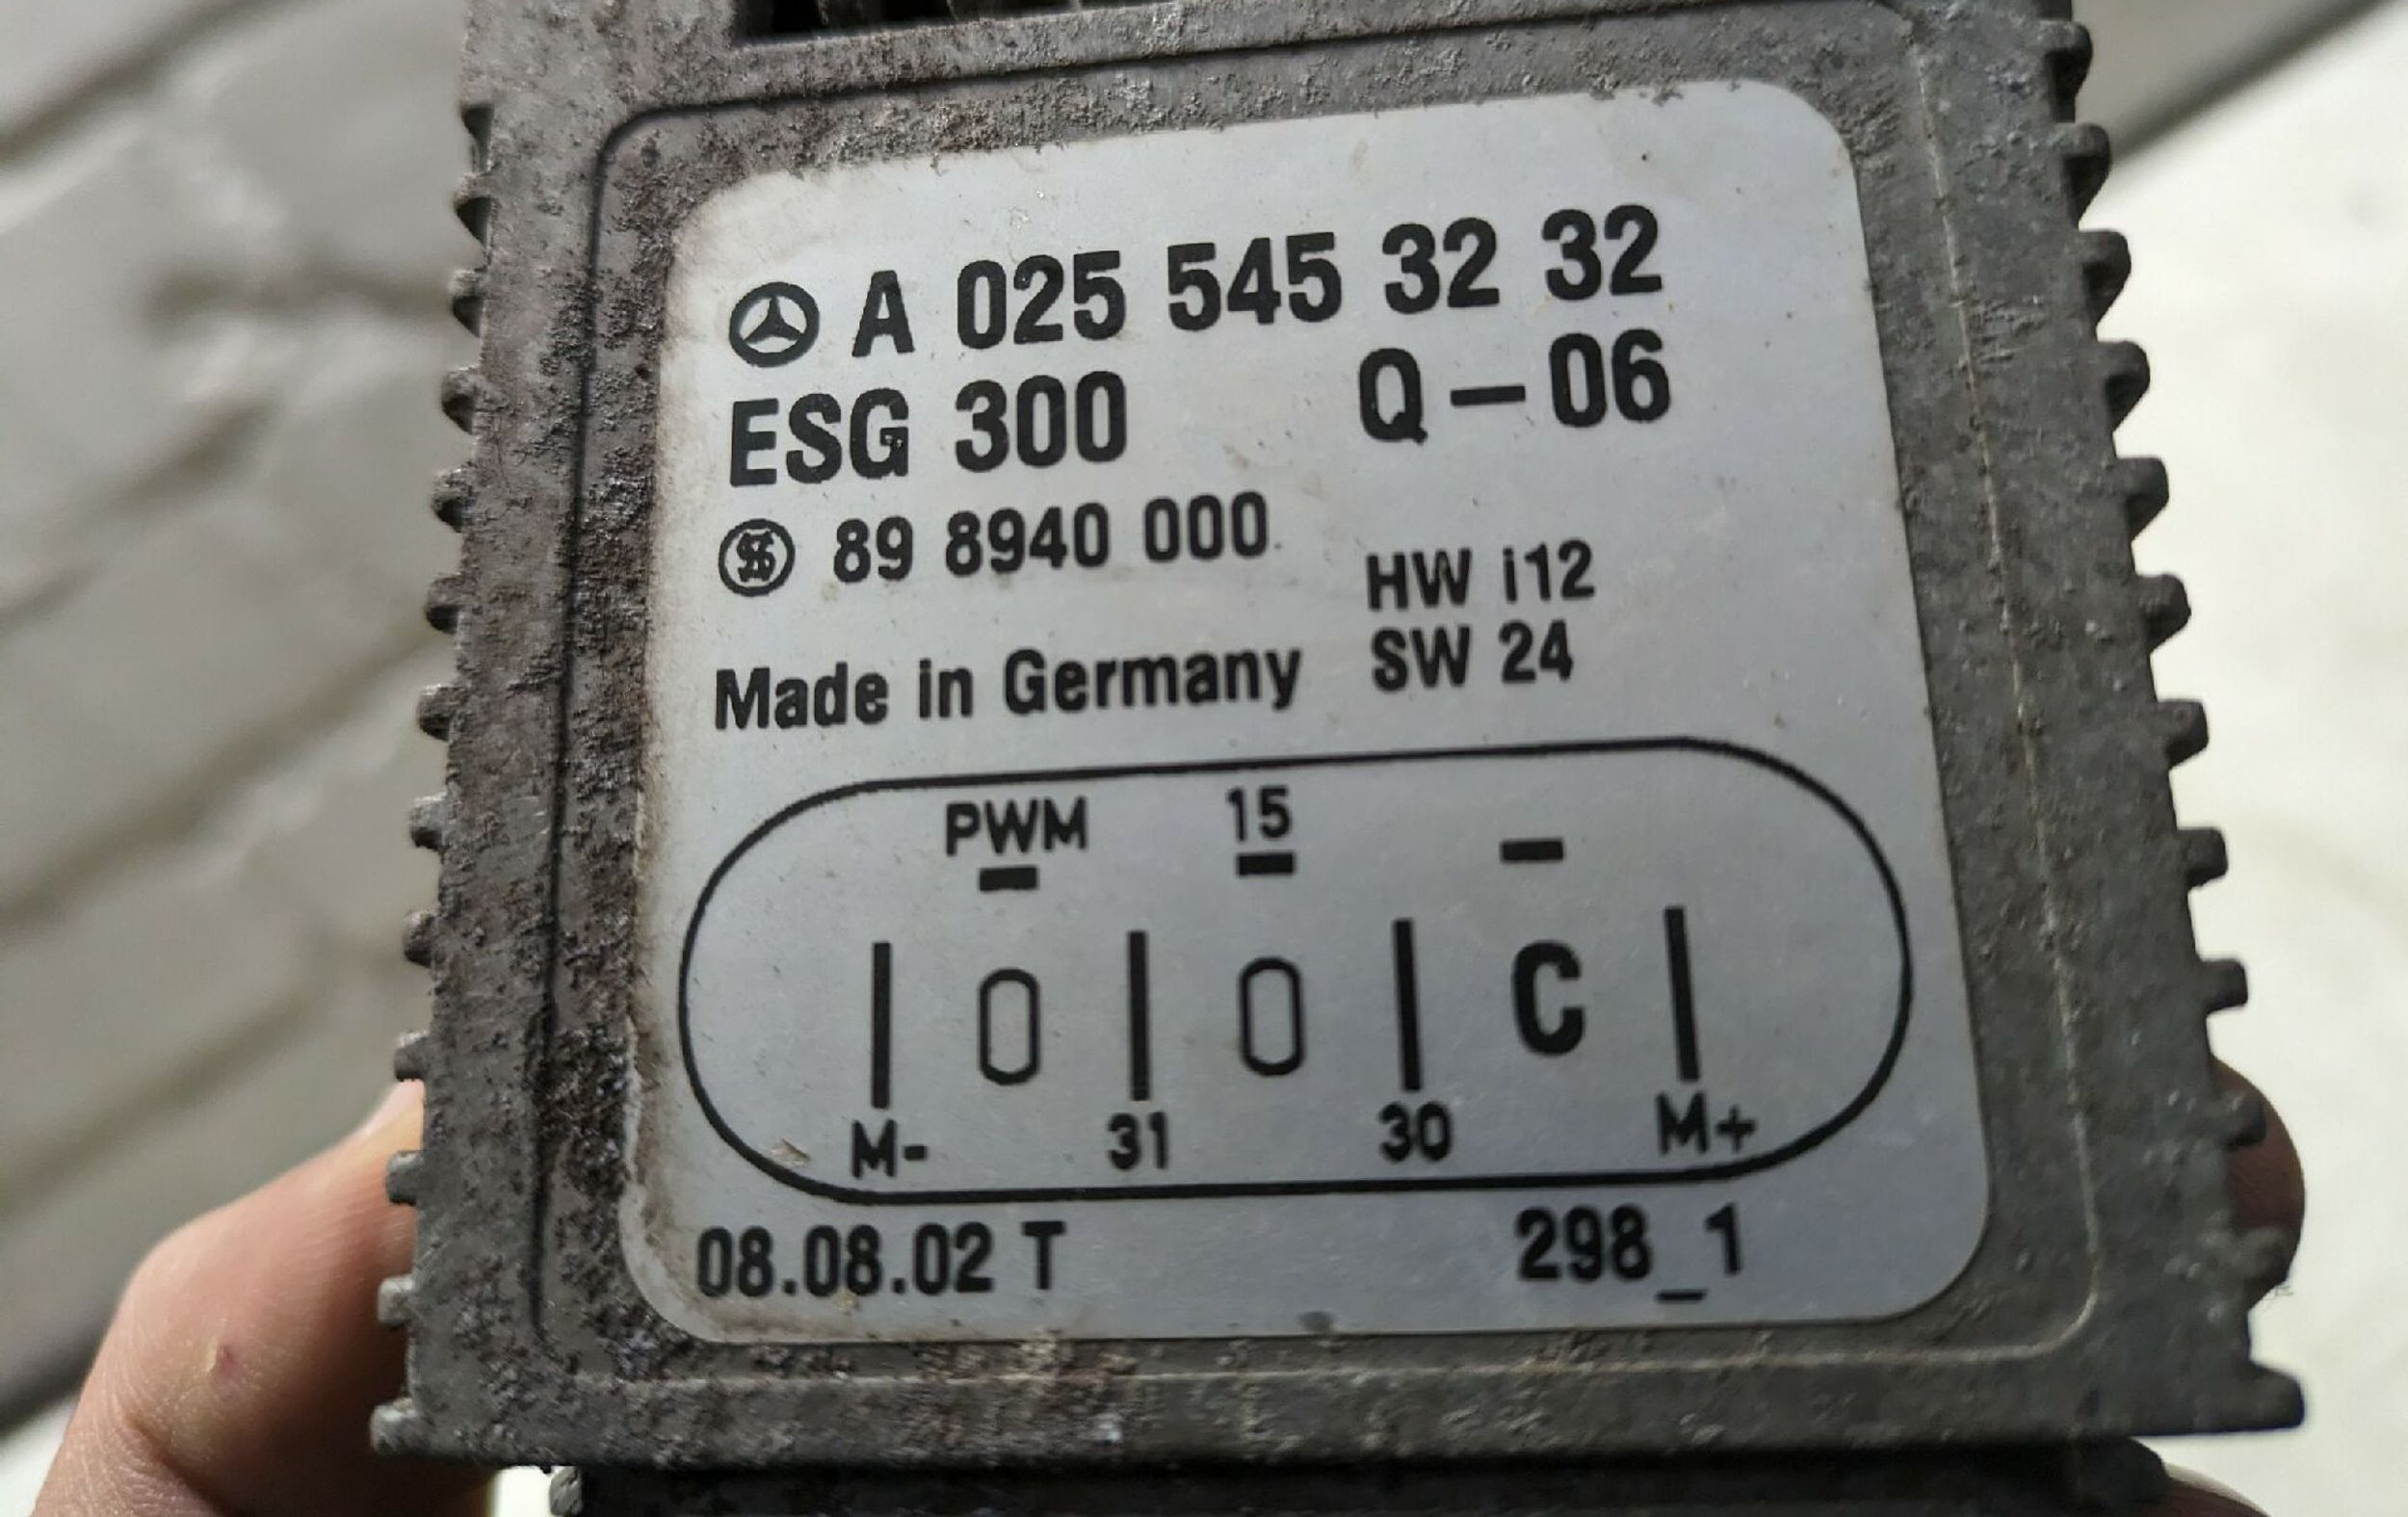 A 025 545 32 32
ESG 300 Q – 06
89 8940 000
HW i12
Made in Germany SW 24
PWM 15
C
M- 31 30 M+
08.08.02 T 298_1